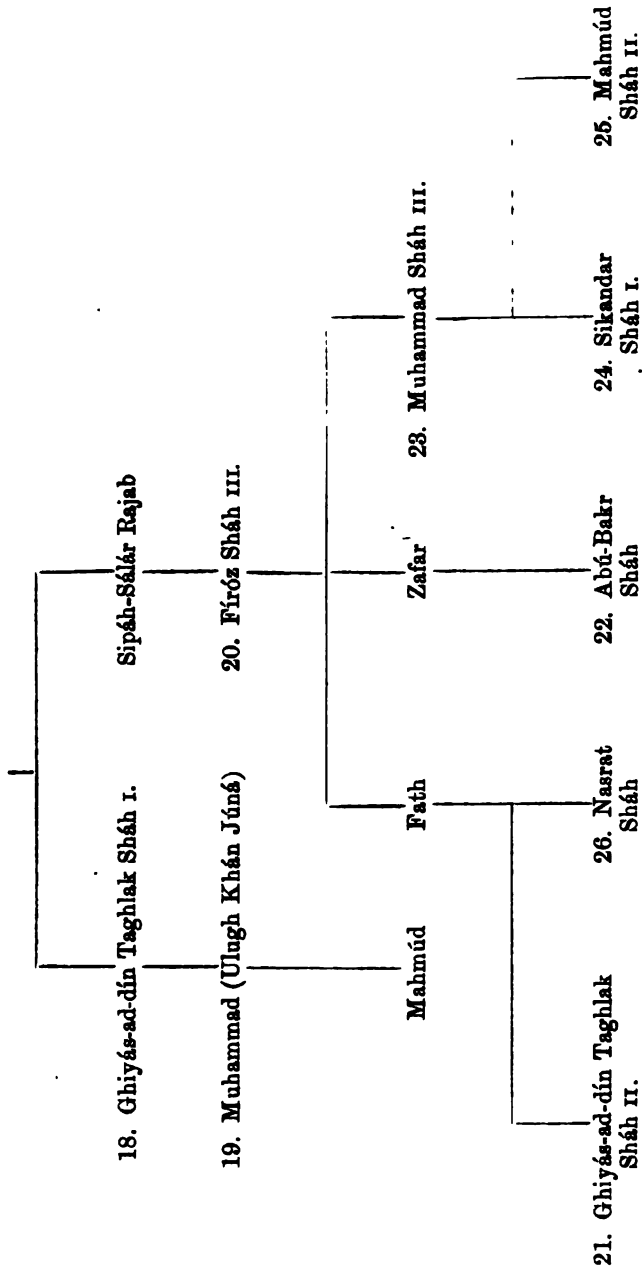 18. Ghiyás-ad-dín Taghlak Sháh I.
Sipáh-Sálár Rajab
19. Muhammad (Ulugh Khán Júná)
20. Fíróz Sháh III.
Mahmúd
Fath
Zafar
23. Muhammad Sháh III.
21. Ghiyás-ad-dín Taghlak
Sháh II.
26. Nasrat
Sháh
22. Abú-Bakr
Sháh
24. Sikandar
Sháh I.
25. Mahmúd
Sháh II.